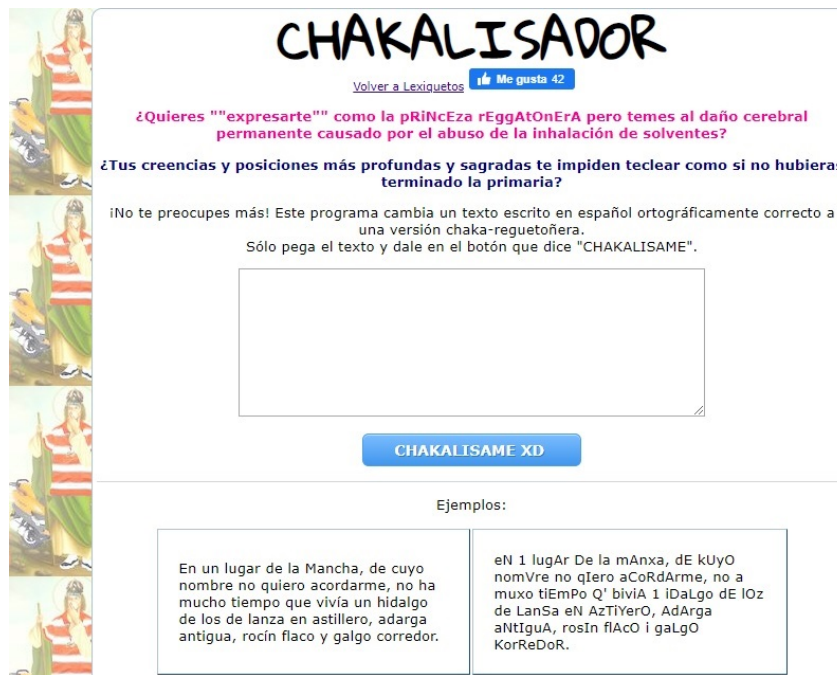 CHAKALISADOR
Volver a Lexiquetos Me gusta 42
¿Quieres ""expresarte"" como la pRiNcEza rEggAtOnErA pero temes al daño cerebral
permanente causado por el abuso de la inhalación de solventes?
¿Tus creencias y posiciones más profundas y sagradas te impiden teclear como si no hubieras
terminado la primaria?
¡No te preocupes más! Este programa cambia un texto escrito en español ortográficamente correcto a
una versión chaka-reguetoñera.
Sólo pega el texto y dale en el botón que dice "CHAKALISAME".
CHAKALISAME XD
Ejemplos:
En un lugar de la Mancha, de cuyo
nombre no quiero acordarme, no ha
mucho tiempo que vivía un hidalgo
de los de lanza en astillero, adarga
antigua, rocín flaco y galgo corredor.
eN 1 lugAr De la mAnxa, dE kUyO
nomVre no qIero aCoRdArme, no a
muxo tiEmPo Q' biviA 1 iDaLgo dE lOz
de LanSa eN AzTiYerO, AdArga
aNtIguA, rosIn flAcO i gaLgO
KorReDoR.